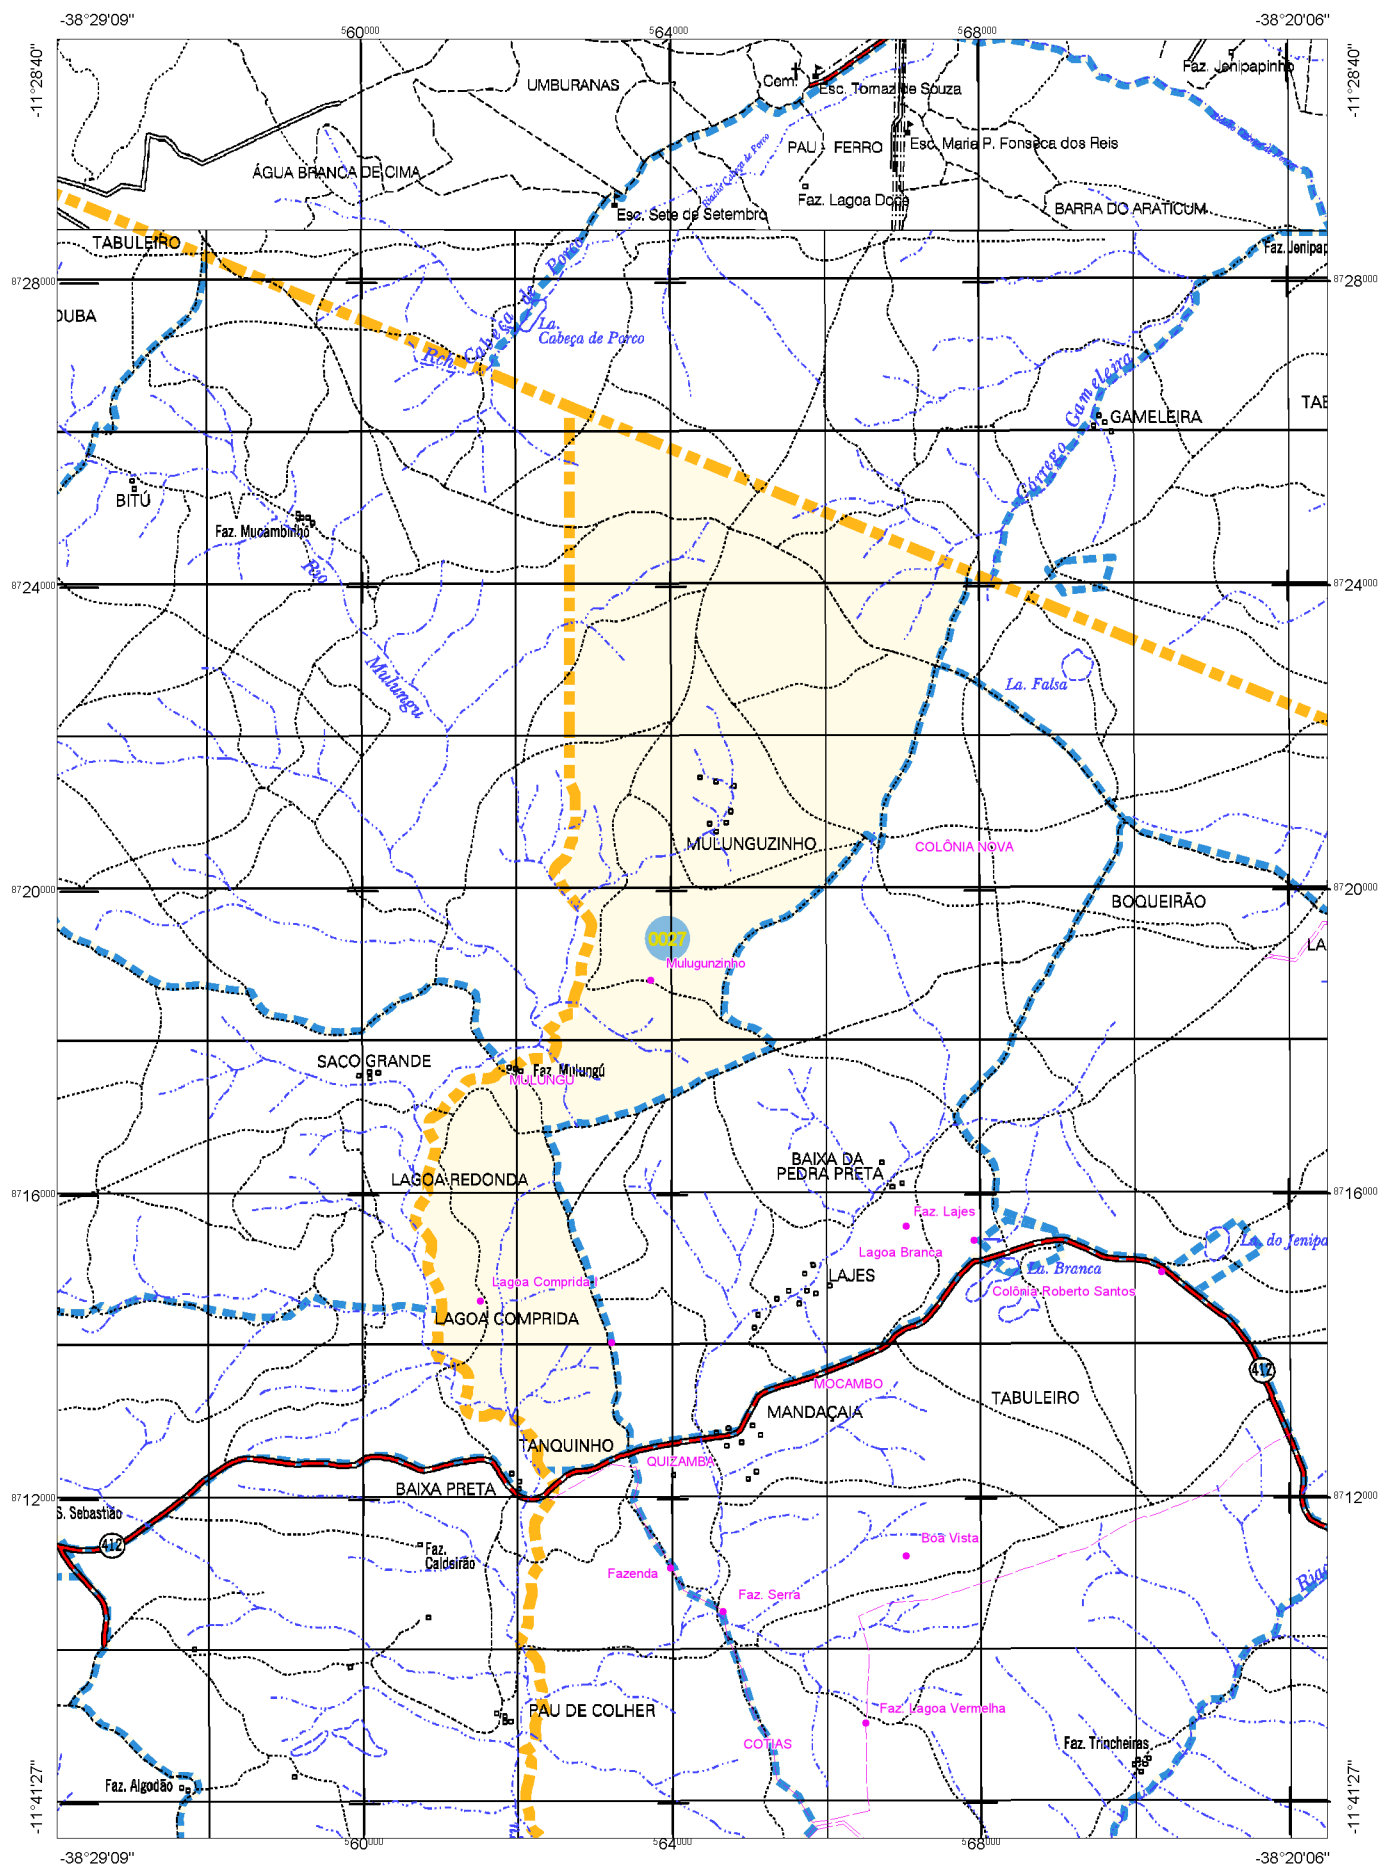 -38°29'09"
-38°20'06"
560000
564000
568000
-11°28'40"
-11°28'40"
Faz. Jenipapinho
UMBURANAS
Cem.
Esc. Tomaz de Souza
Riacho Cabeça de Porco
PAU FERRO
Esc. Maria P. Fonseca dos Reis
ÁGUA BRANCA DE CIMA
Faz. Lagoa Doce
Esc. Sete de Setembro
BARRA DO ARATICUM
TABULEIRO
Faz. Jenipap
8728000
8728000
OUBA
La.
Cabeça de Porco
Rch. Cabeça de Porco
Córrego Gameleira
TAB
GAMELEIRA
BITÚ
Faz. Mucambinho
Rio Mulungu
8724000
8724000
La. Falsa
MULUNGUZINHO
COLÔNIA NOVA
8720000
8720000
BOQUEIRÃO
0027
LA
Mulugunzinho
SACO GRANDE
Faz. Mulungú
MULUNGU
BAIXA DA
PEDRA PRETA
LAGOA REDONDA
8716000
8716000
Faz. Lajes
Lagoa Branca
La. do Jenipa
La. Branca
LAJES
Lagoa Comprida I
Colônia Roberto Santos
LAGOA COMPRIDA
412
MOCAMBO
TABULEIRO
MANDAÇAIA
TANQUINHO
QUIZAMBA
BAIXA PRETA
8712000
8712000
S. Sebastião
412
Faz.
Caldeirão
Boa Vista
Fazenda
Faz. Serra
Ria
PAU DE COLHER
Faz. Lagoa Vermelha
COTIAS
Faz. Trincheiras
Faz. Algodão
-11°41'27"
-11°41'27"
560000
564000
568000
-38°29'09"
-38°20'06"